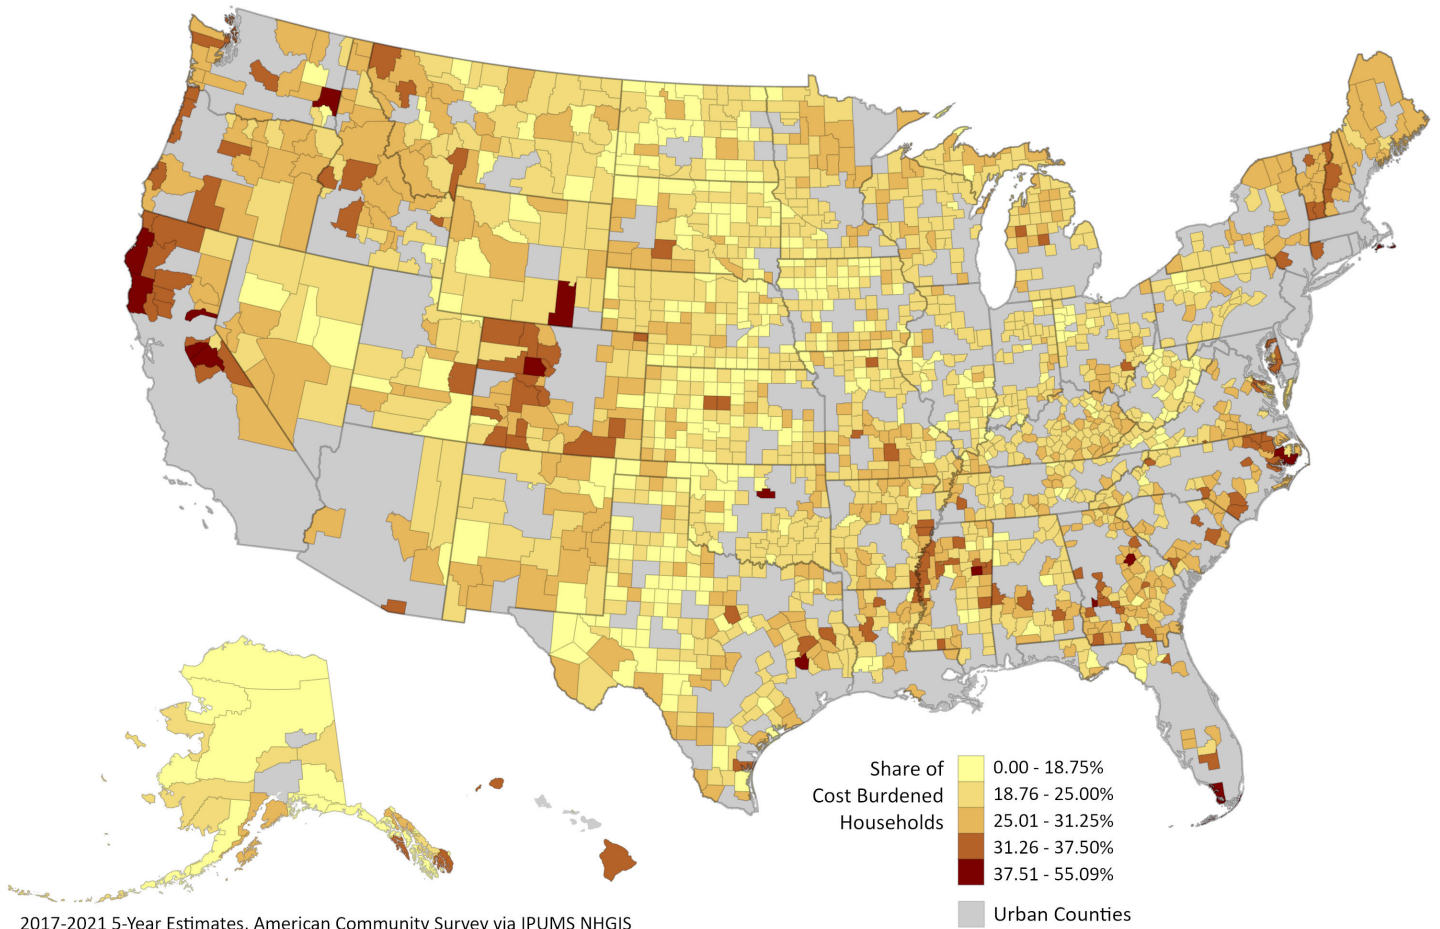 Share of
Cost Burdened
Households
0.00 - 18.75%
18.76 - 25.00%
25.01 - 31.25%
31.26 - 37.50%
37.51 - 55.09%
Urban Counties
2017-2021 5-Year Estimates, American Community Survey via IPUMS NHGIS